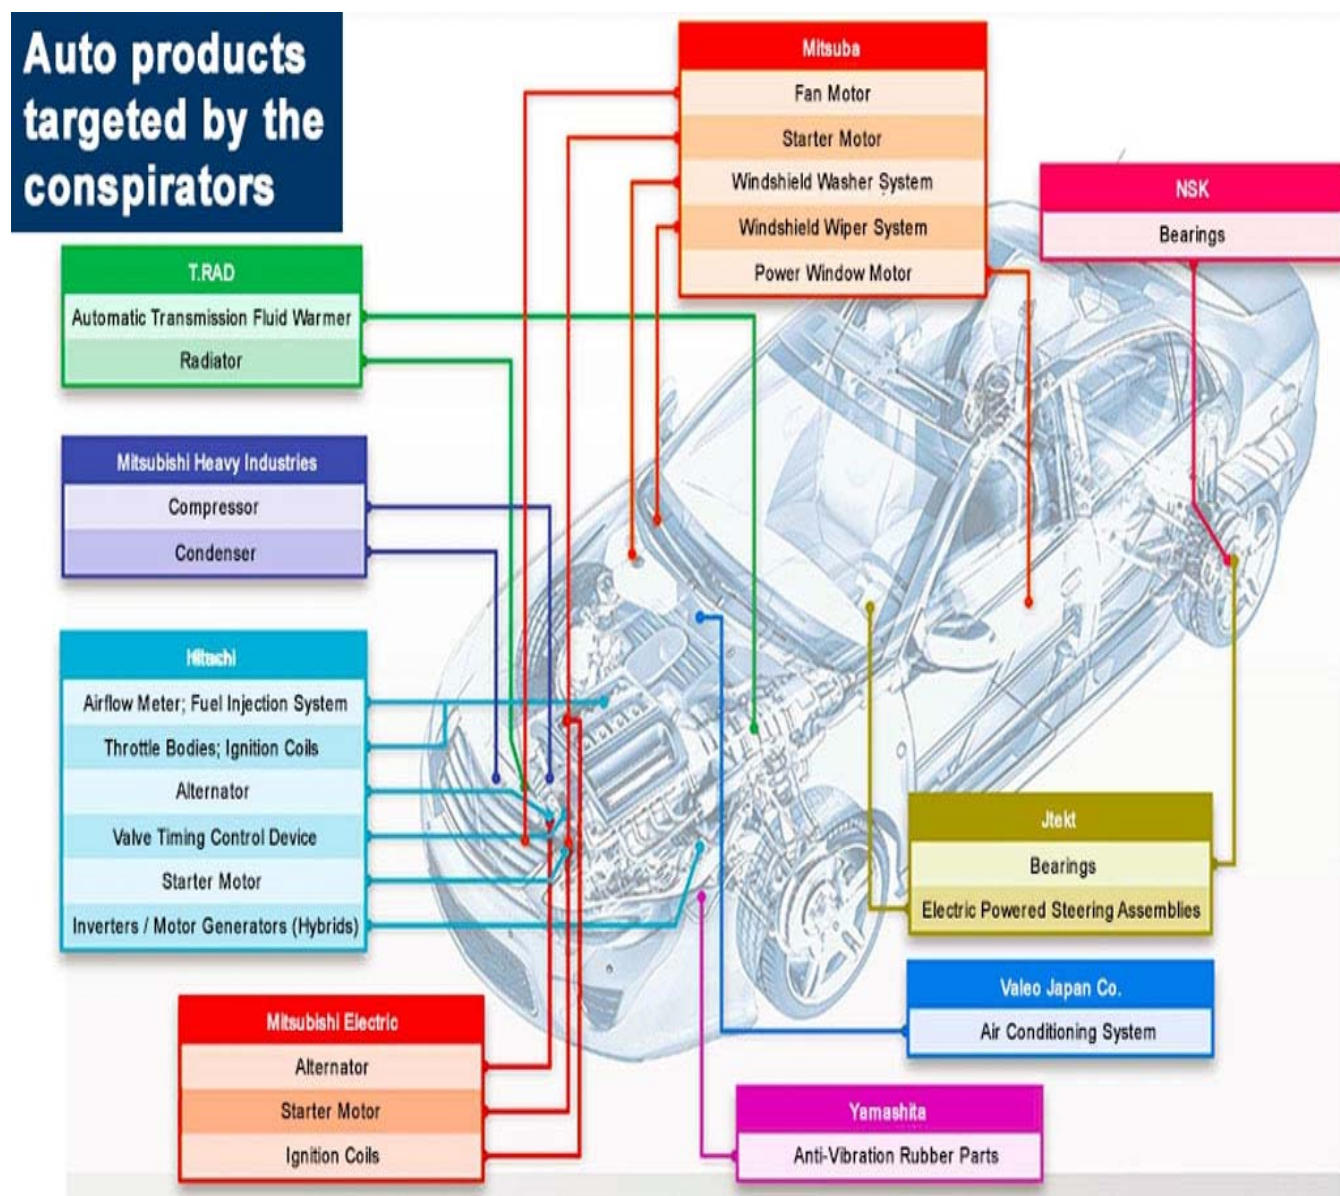 Auto products
targeted by the
conspirators
Mitsuba
Fan Motor
Starter Motor
Windshield Washer System
Windshield Wiper System
Power Window Motor
NSK
Bearings
T.RAD
Automatic Transmission Fluid Warmer
Radiator
Mitsubishi Heavy Industries
Compressor
Condenser
Hitachi
Airflow Meter; Fuel Injection System
Throttle Bodies; Ignition Coils
Alternator
Valve Timing Control Device
Starter Motor
Inverters / Motor Generators (Hybrids)
Jtekt
Bearings
Electric Powered Steering Assemblies
Valeo Japan Co.
Air Conditioning System
Mitsubishi Electric
Alternator
Starter Motor
Ignition Coils
Yamashita
Anti-Vibration Rubber Parts